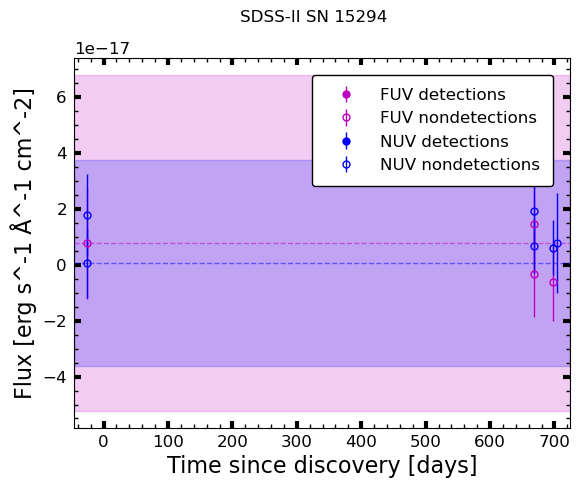 SDSS-II SN 15294
1e−17
FUV detections
FUV nondetections
NUV detections
NUV nondetections
6
4
2
0
−2
−4
Flux [erg s^-1 Å^-1 cm^-2]
0 100 200 300 400 500 600 700
Time since discovery [days]